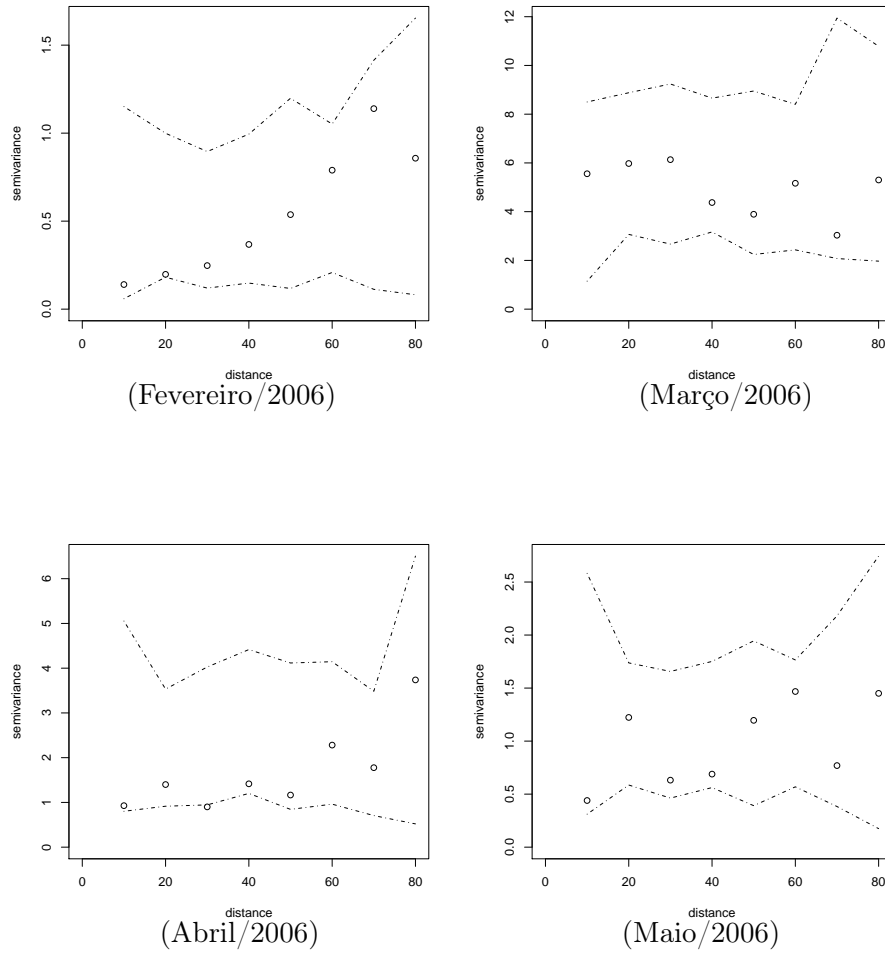 semivariance
0.0 0.5 1.0 1.5
0 20 40 60 80
distance
(Fevereiro/2006)
semivariance
0 2 4 6 8 10 12
0 20 40 60 80
distance
(Março/2006)
semivariance
0 1 2 3 4 5 6
0 20 40 60 80
distance
(Abril/2006)
semivariance
0.0 0.5 1.0 1.5 2.0 2.5
0 20 40 60 80
distance
(Maio/2006)